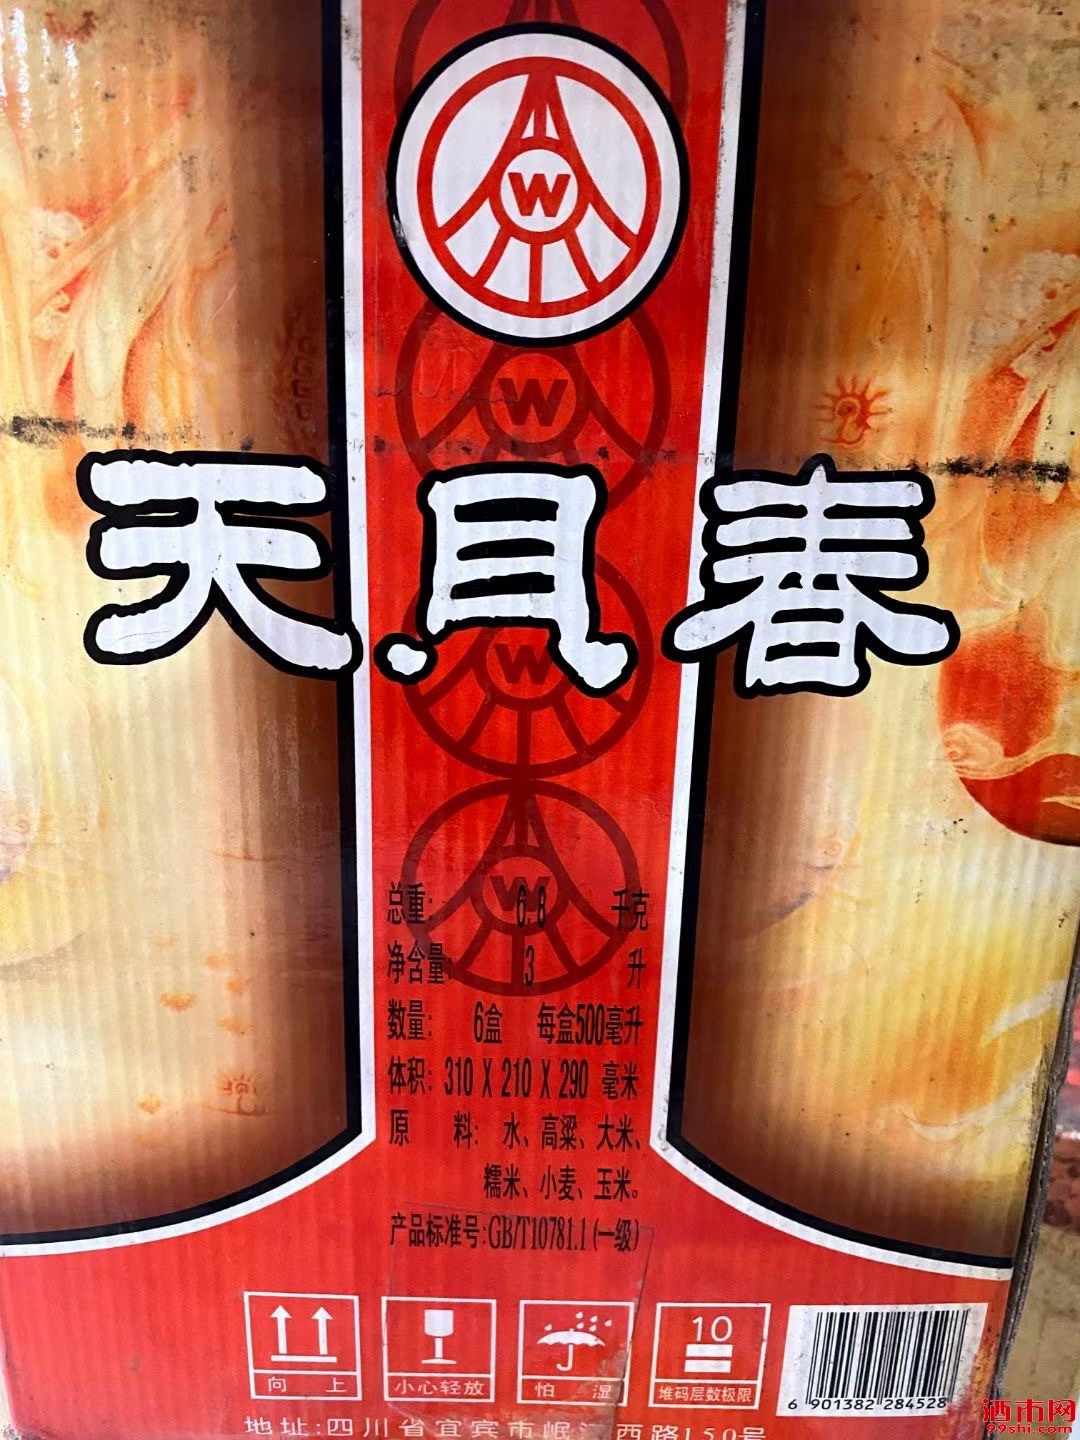 W
W
天貝春
W
W
总重: 6.8 千克
净含量: 3 升
数量: 6盒 每盒500毫升
体积: 310 X 210 X 290 毫米
原 料: 水、高粱、大米、
糯米、小麦、玉米。
产品标准号:GB/T10781.1(一级)
10
向上 小心轻放 怕湿 堆码层数极限
6 901382 284528
地址:四川省宜宾市岷江西路150号
酒市网
99shi.com